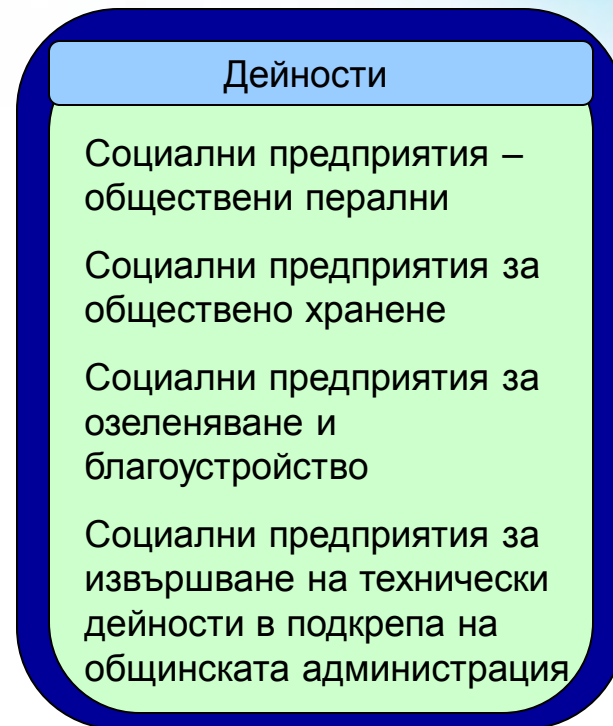 Дейности
Социални предприятия –
обществени перални
Социални предприятия за
обществено хранене
Социални предприятия за
озеленяване и
благоустройство
Социални предприятия за
извършване на технически
дейности в подкрепа на
общинската администрация